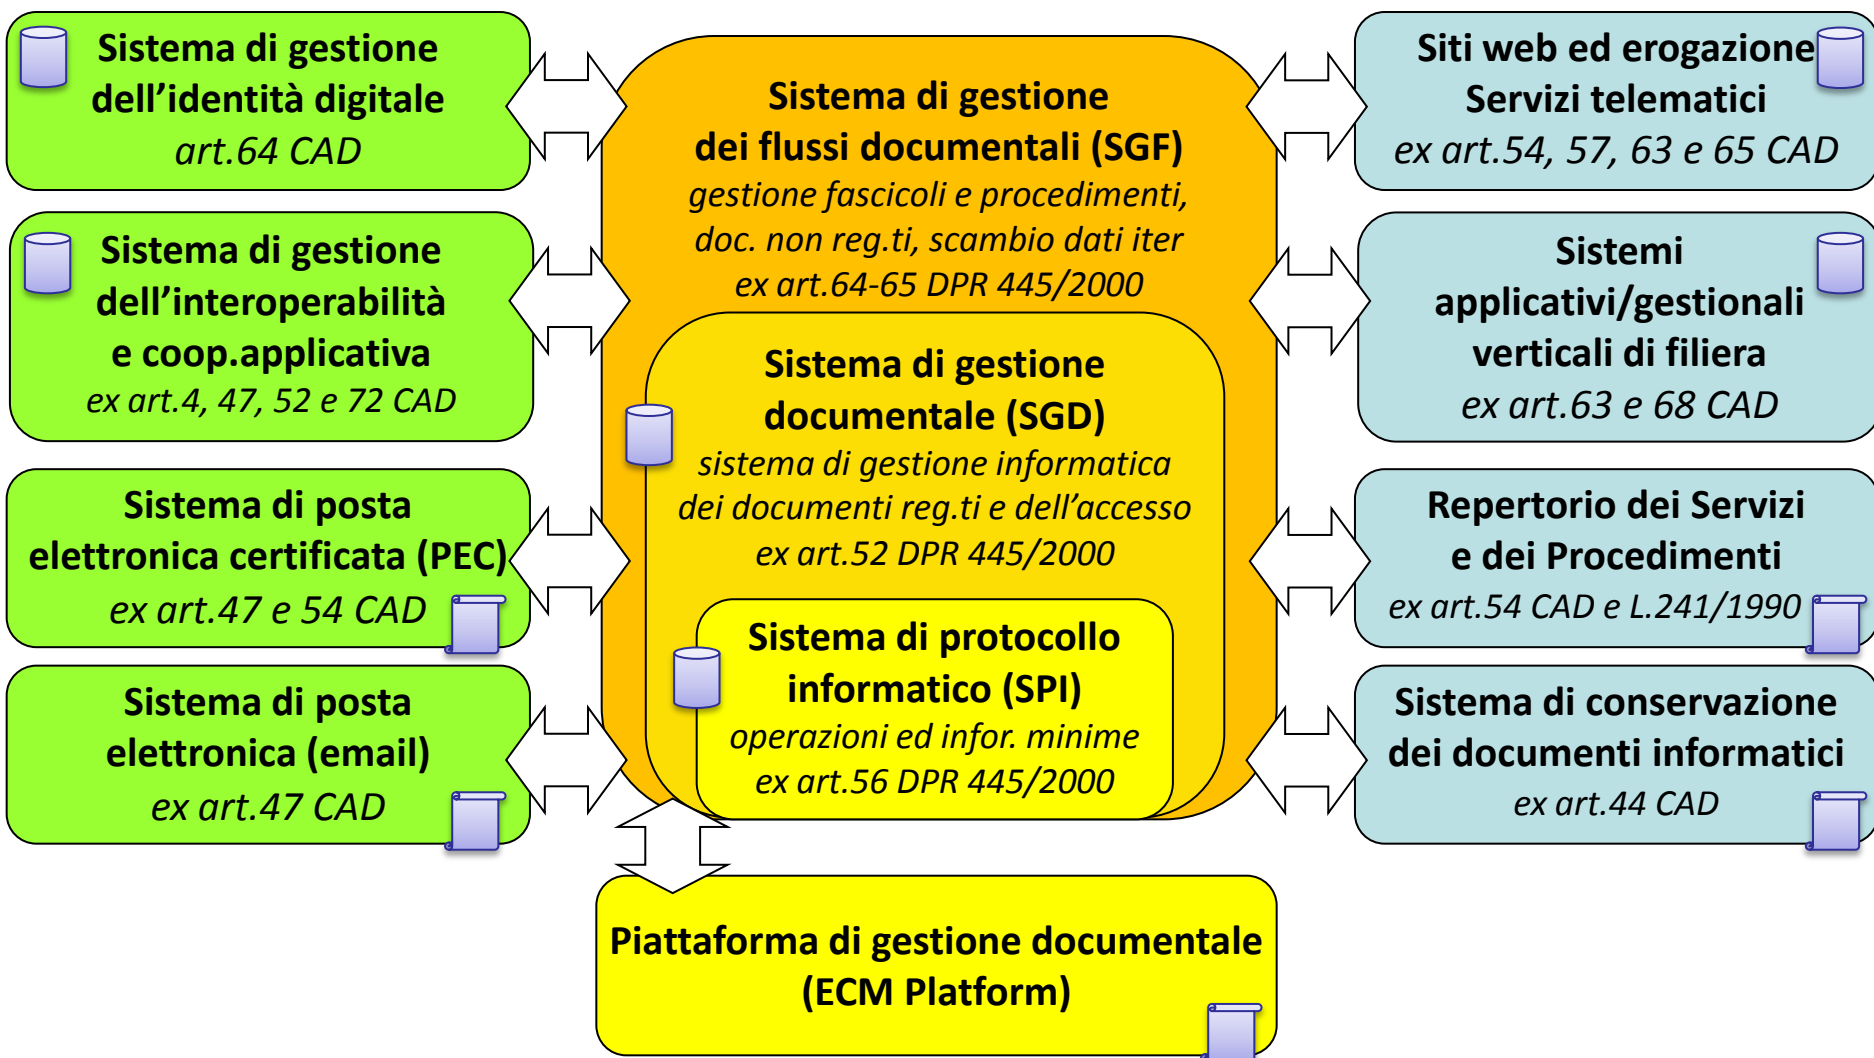 Sistema di gestione
dell’identità digitale
art.64 CAD
Sistema di gestione
dell’interoperabilità
e coop.applicativa
ex art.4, 47, 52 e 72 CAD
Sistema di posta
elettronica certificata (PEC)
ex art.47 e 54 CAD
Sistema di posta
elettronica (email)
ex art.47 CAD
Sistema di gestione
dei flussi documentali (SGF)
gestione fascicoli e procedimenti,
doc. non reg.ti, scambio dati iter
ex art.64-65 DPR 445/2000
Sistema di gestione
documentale (SGD)
sistema di gestione informatica
dei documenti reg.ti e dell’accesso
ex art.52 DPR 445/2000
Sistema di protocollo
informatico (SPI)
operazioni ed infor. minime
ex art.56 DPR 445/2000
Piattaforma di gestione documentale
(ECM Platform)
Siti web ed erogazione
Servizi telematici
ex art.54, 57, 63 e 65 CAD
Sistemi
applicativi/gestionali
verticali di filiera
ex art.63 e 68 CAD
Repertorio dei Servizi
e dei Procedimenti
ex art.54 CAD e L.241/1990
Sistema di conservazione
dei documenti informatici
ex art.44 CAD